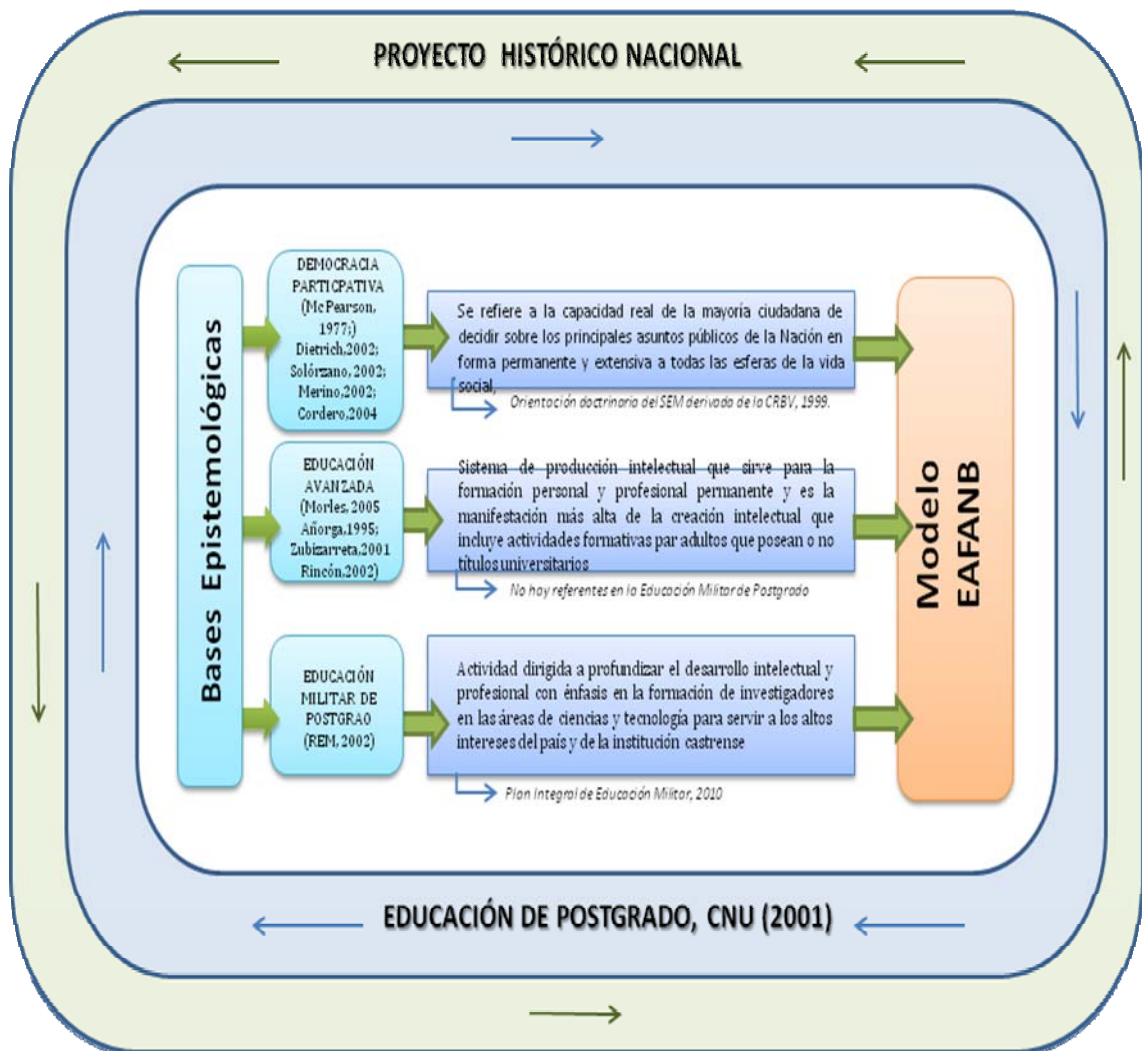 PROYECTO HISTÓRICO NACIONAL
Bases Epistemológicas
DEMOCRACIA
PARTICPATIVA
(Mc Pearson,
1977;)
Dietrich,2002;
Solórzano, 2002;
Merino,2002;
Cordero,2004
Se refiere a la capacidad real de la mayoría ciudadana de
decidir sobre los principales asuntos públicos de la Nación en
forma permanente y extensiva a todas las esferas de la vida
social,
Orientación doctrinaria del SEM derivada de la CRBV, 1999.
EDUCACIÓN
AVANZADA
(Morles, 2005
Añorga,1995;
Zubizarreta,2001
Rincón,2002)
Sistema de producción intelectual que sirve para la
formación personal y profesional permanente y es la
manifestación más alta de la creación intelectual que
incluye actividades formativas par adultos que posean o no
títulos universitarios
No hay referentes en la Educación Militar de Postgrado
EDUCACIÓN
MILITAR DE
POSTGRAO
(REM, 2002)
Actividad dirigida a profundizar el desarrollo intelectual y
profesional con énfasis en la formación de investigadores
en las áreas de ciencias y tecnología para servir a los altos
intereses del país y de la institución castrense
Plan Integral de Educación Militar, 2010
Modelo
EAFANB
EDUCACIÓN DE POSTGRADO, CNU (2001)